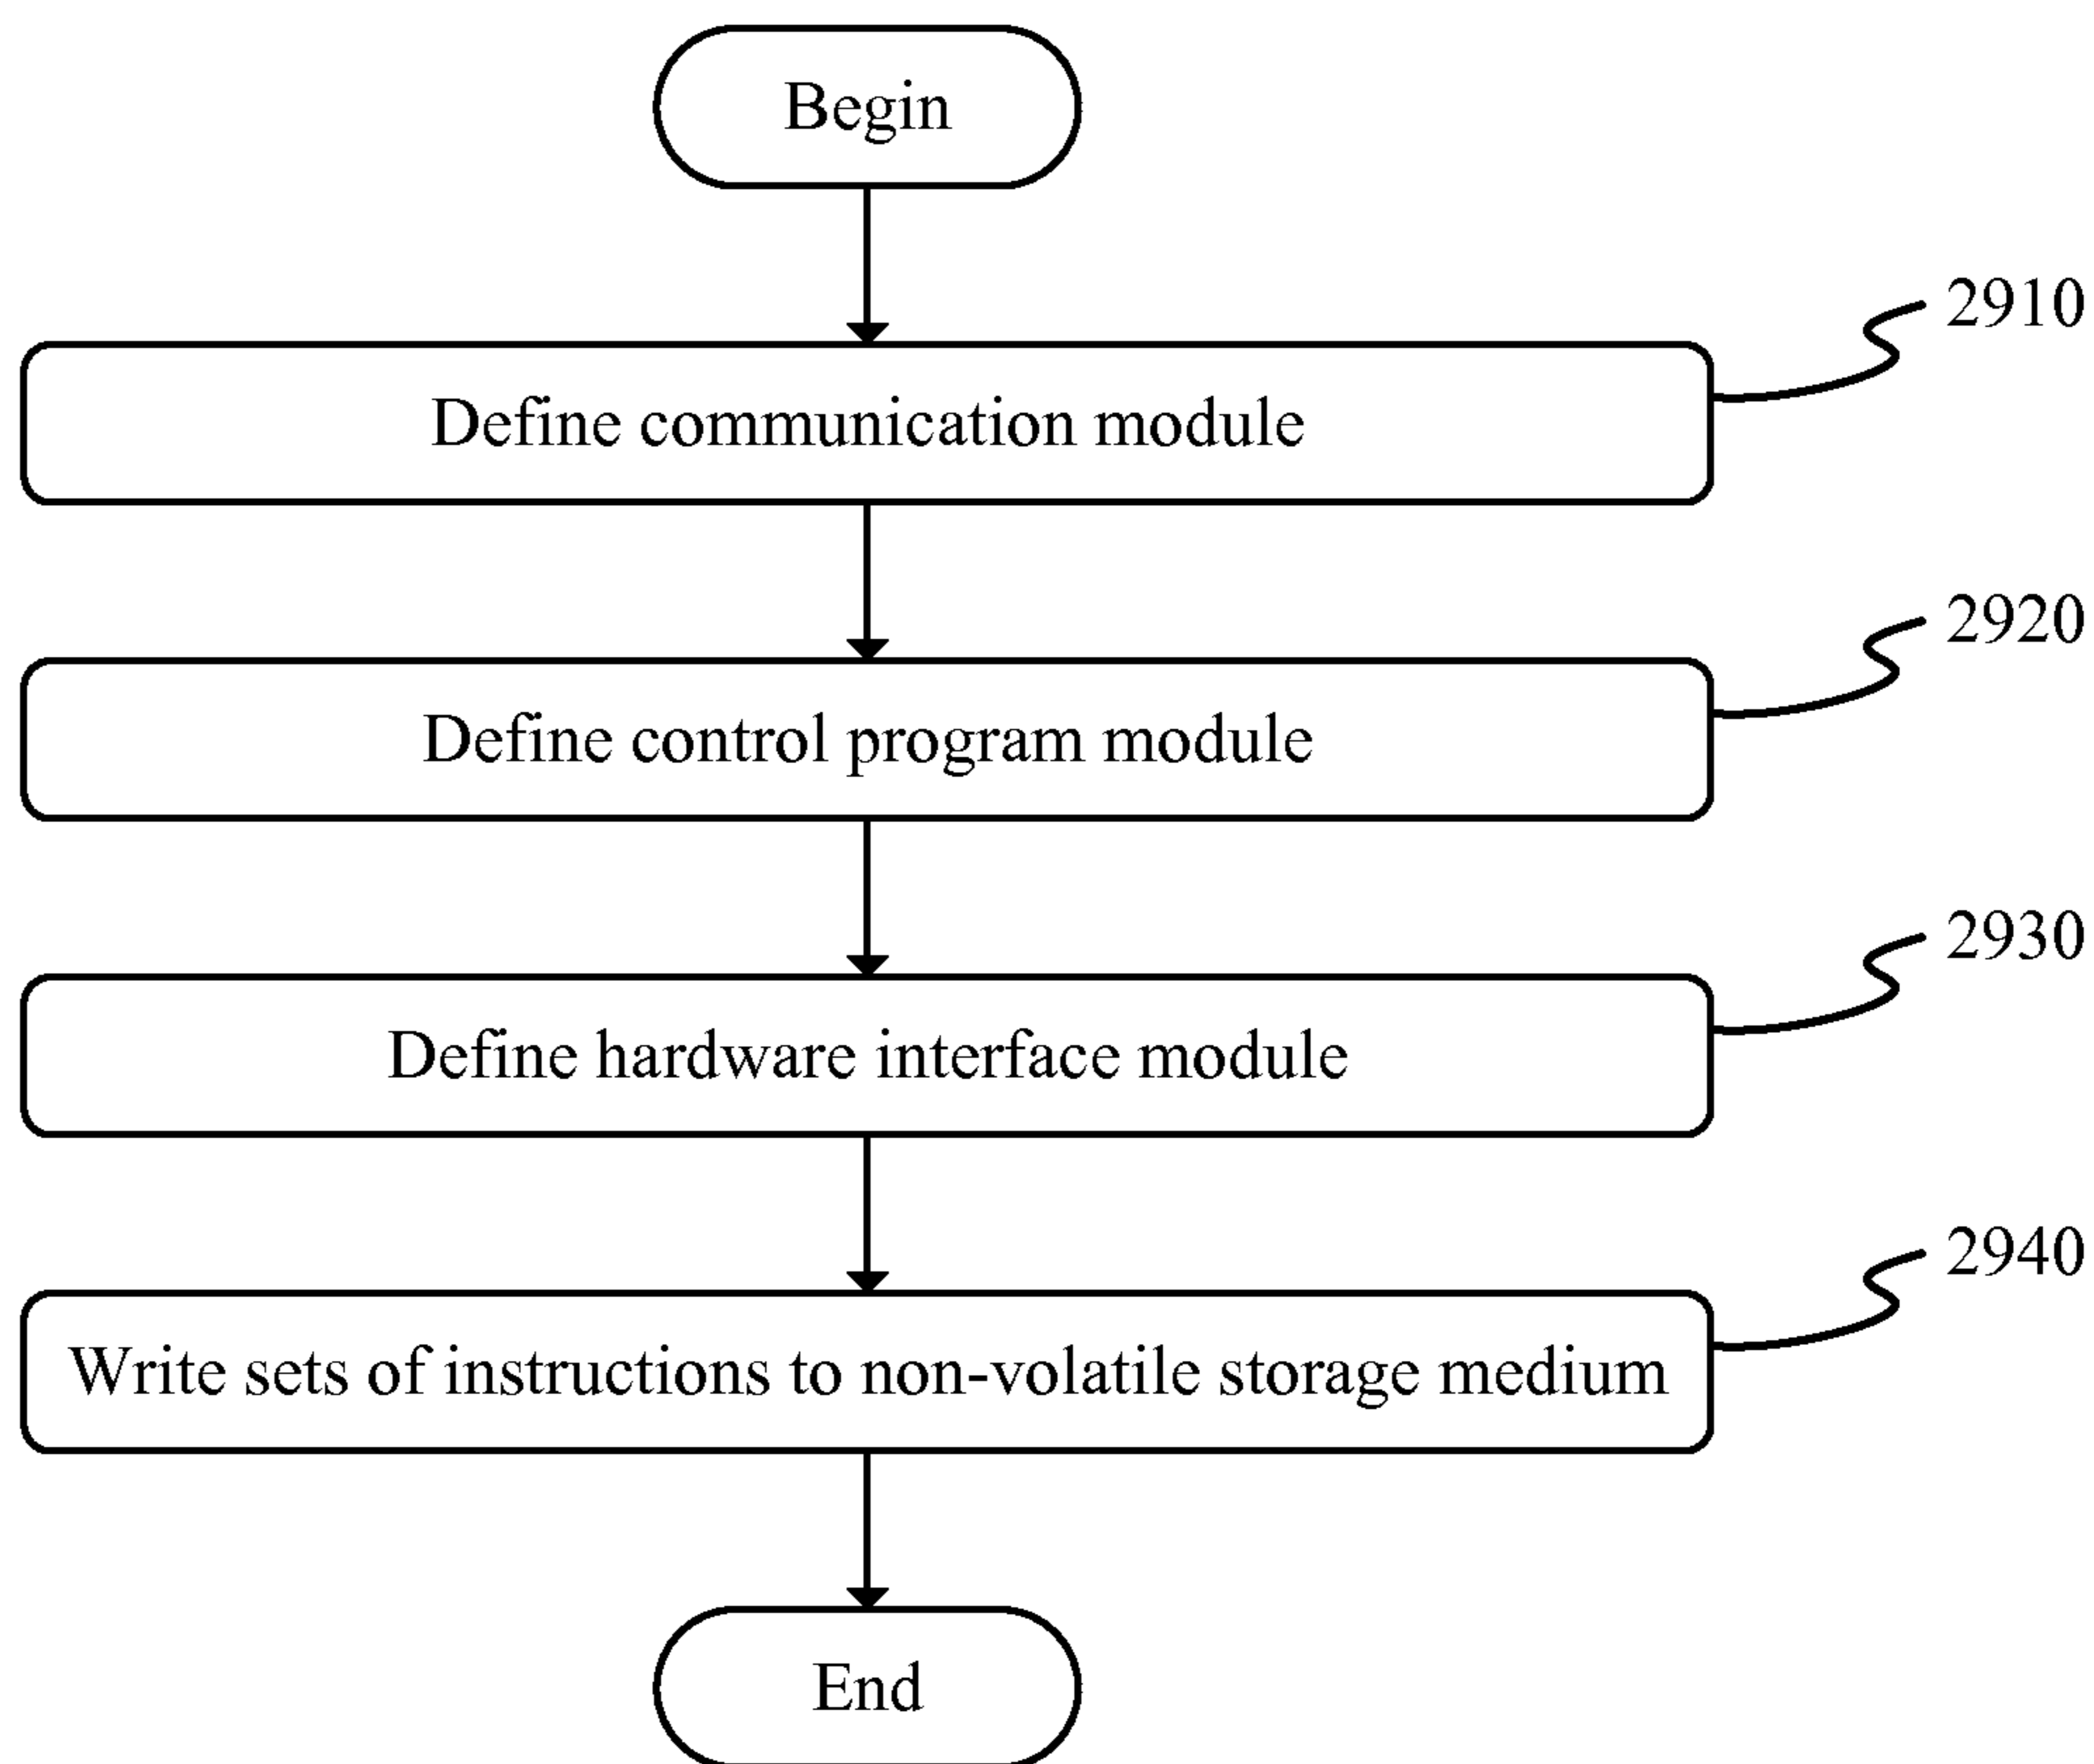 Begin
2910
Define communication module
2920
Define control program module
2930
Define hardware interface module
2940
Write sets of instructions to non-volatile storage medium
End